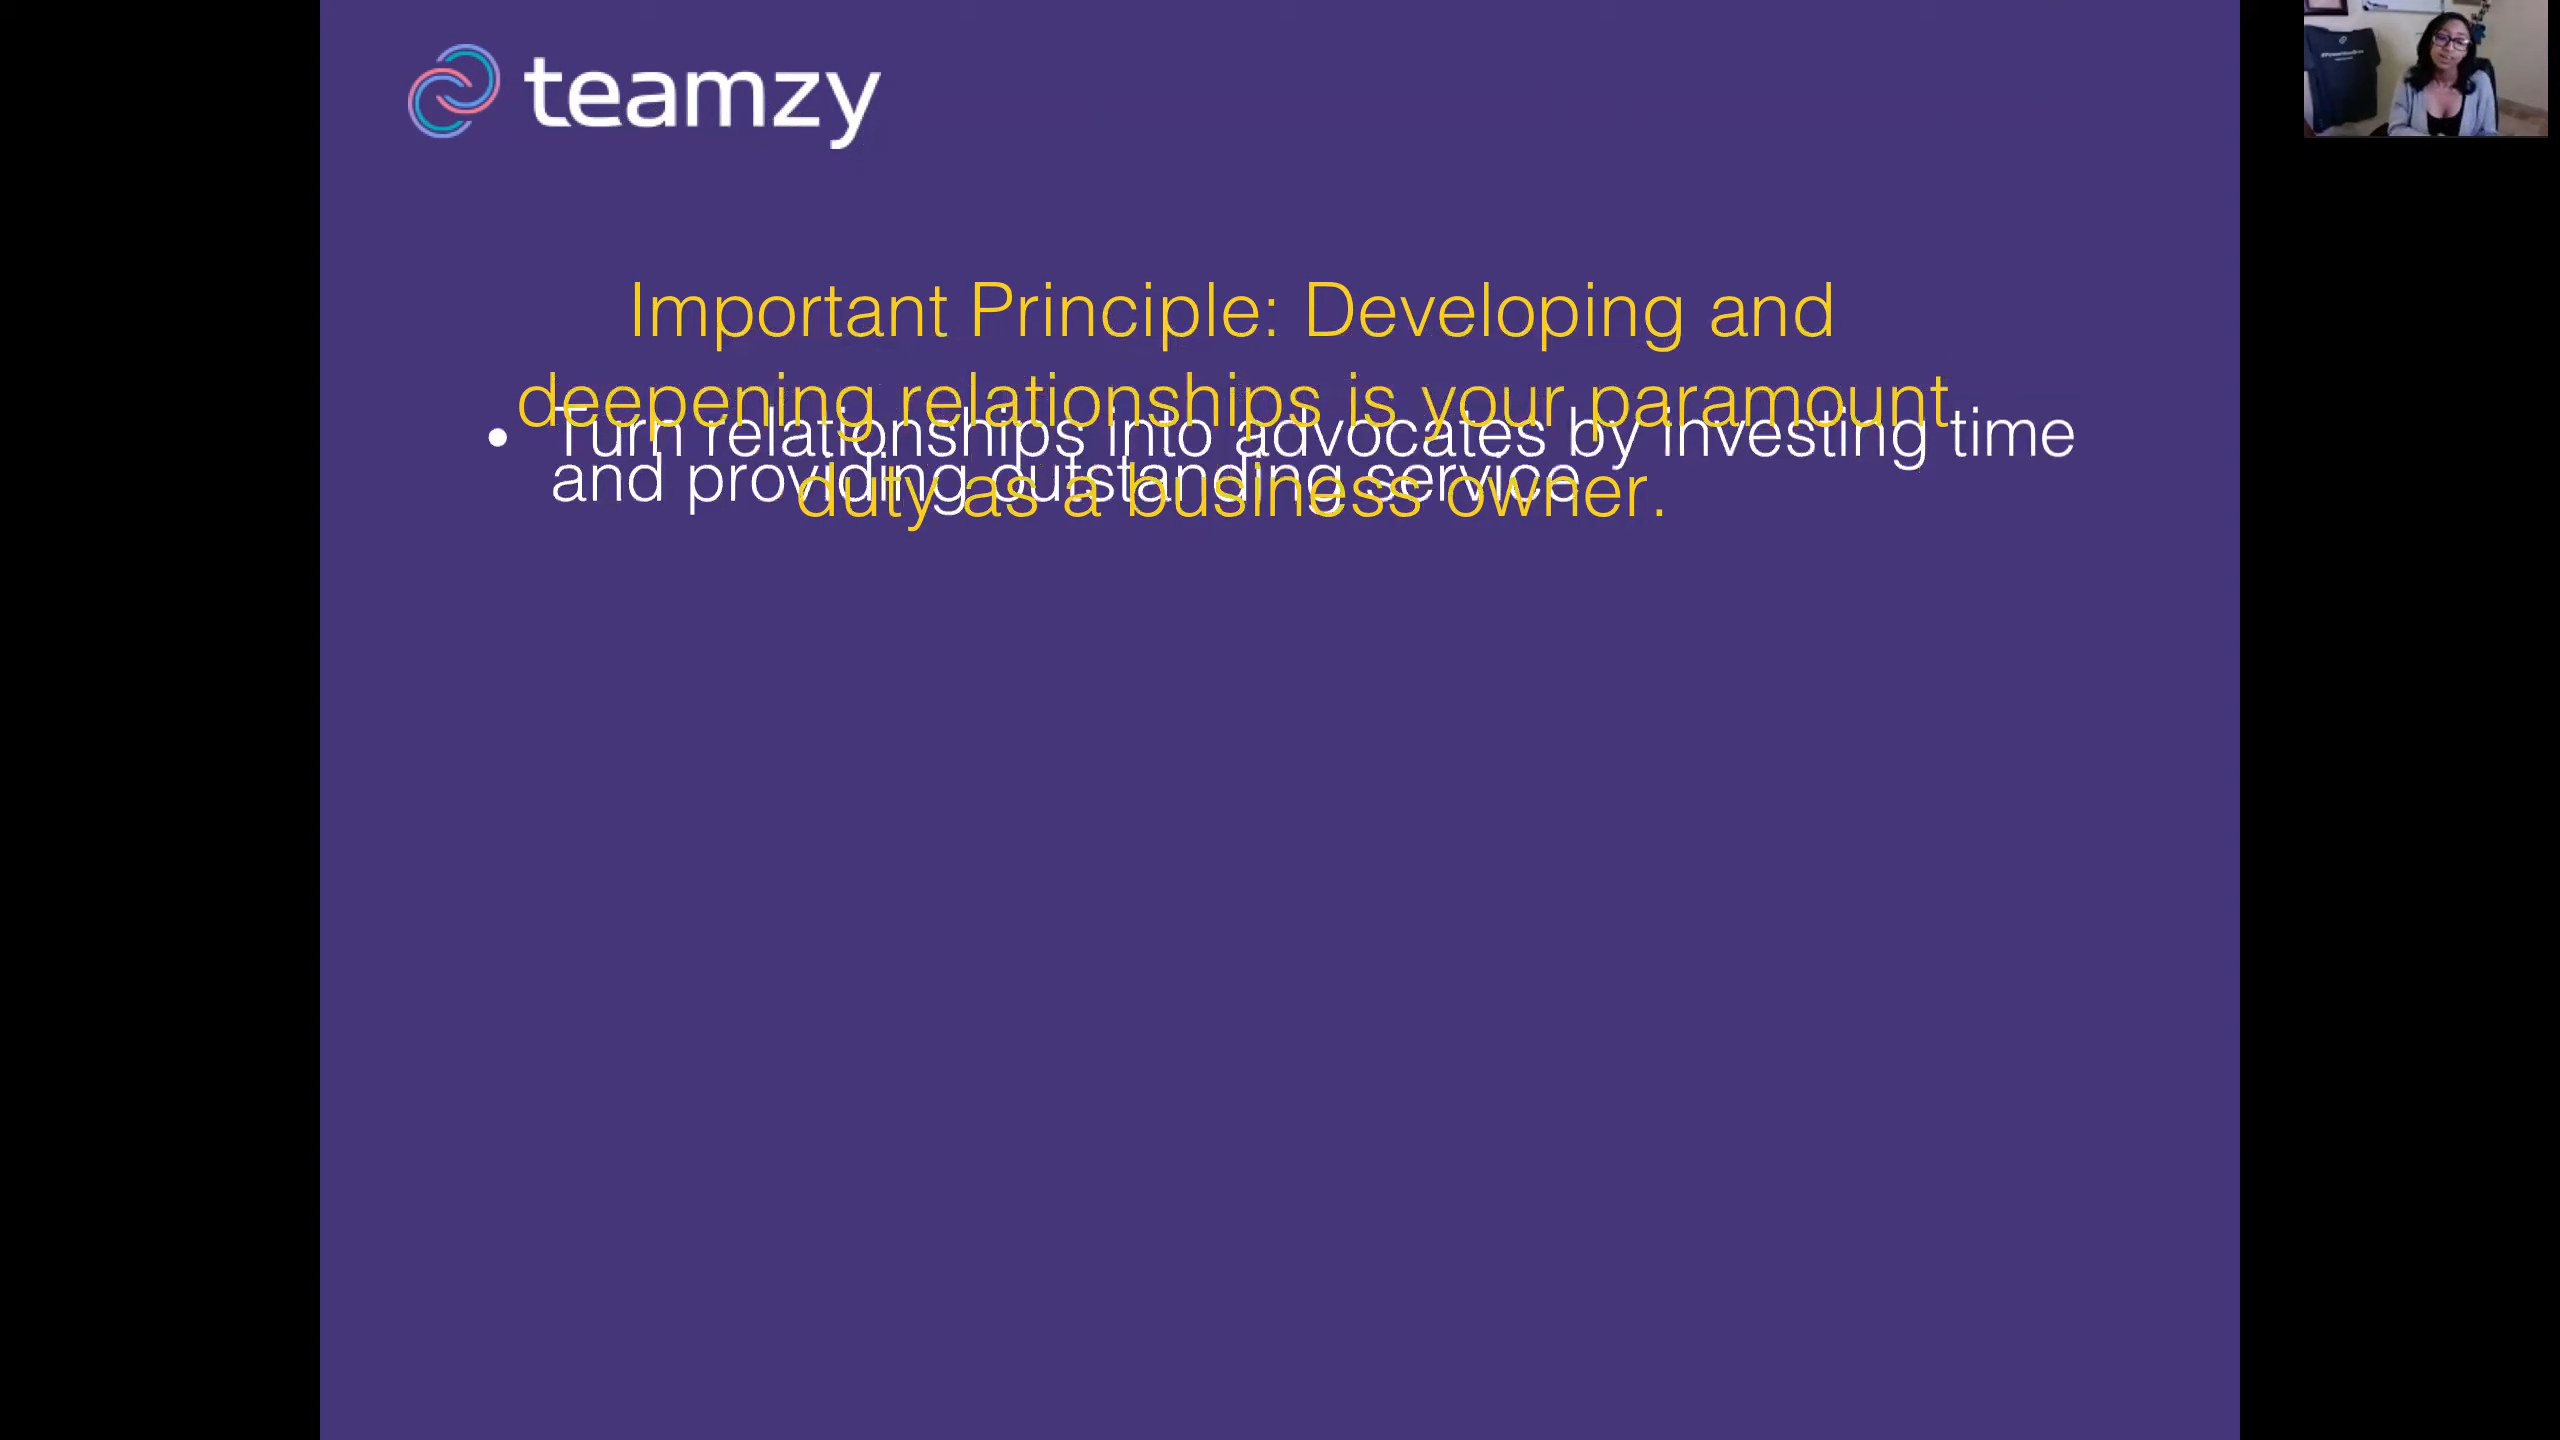 teamzy
Important Principle: Developing and
deepening relationships is your paramount
duty as a business owner.
• Turn relationships into advocates by investing time
and providing outstanding service